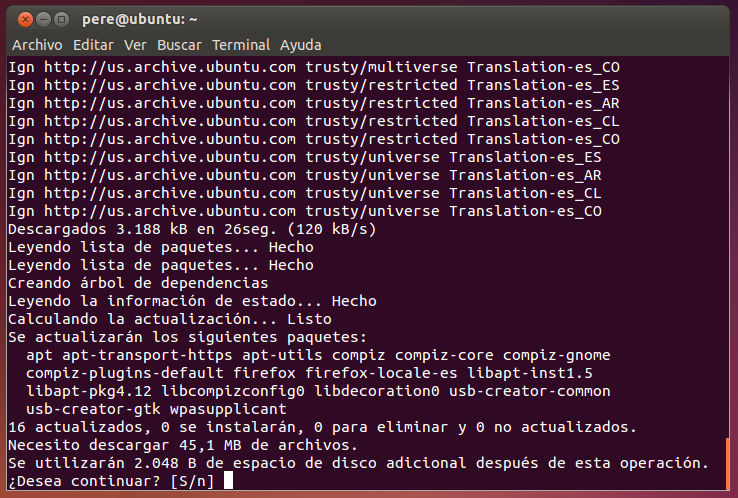 pere@ubuntu: ~
Archivo Editar Ver Buscar Terminal Ayuda
Ign http://us.archive.ubuntu.com trusty/multiverse Translation-es_CO
Ign http://us.archive.ubuntu.com trusty/restricted Translation-es_ES
Ign http://us.archive.ubuntu.com trusty/restricted Translation-es_AR
Ign http://us.archive.ubuntu.com trusty/restricted Translation-es_CL
Ign http://us.archive.ubuntu.com trusty/restricted Translation-es_CO
Ign http://us.archive.ubuntu.com trusty/universe Translation-es_ES
Ign http://us.archive.ubuntu.com trusty/universe Translation-es_AR
Ign http://us.archive.ubuntu.com trusty/universe Translation-es_CL
Ign http://us.archive.ubuntu.com trusty/universe Translation-es_CO
Descargados 3.188 kB en 26seg. (120 kB/s)
Leyendo lista de paquetes... Hecho
Leyendo lista de paquetes... Hecho
Creando árbol de dependencias
Leyendo la información de estado... Hecho
Calculando la actualización... Listo
Se actualizarán los siguientes paquetes:
  apt apt-transport-https apt-utils compiz compiz-core compiz-gnome
  compiz-plugins-default firefox firefox-locale-es libapt-inst1.5
  libapt-pkg4.12 libcompizconfig0 libdecoration0 usb-creator-common
  usb-creator-gtk wpasupplicant
16 actualizados, 0 se instalarán, 0 para eliminar y 0 no actualizados.
Necesito descargar 45,1 MB de archivos.
Se utilizarán 2.048 B de espacio de disco adicional después de esta operación.
¿Desea continuar? [S/n]